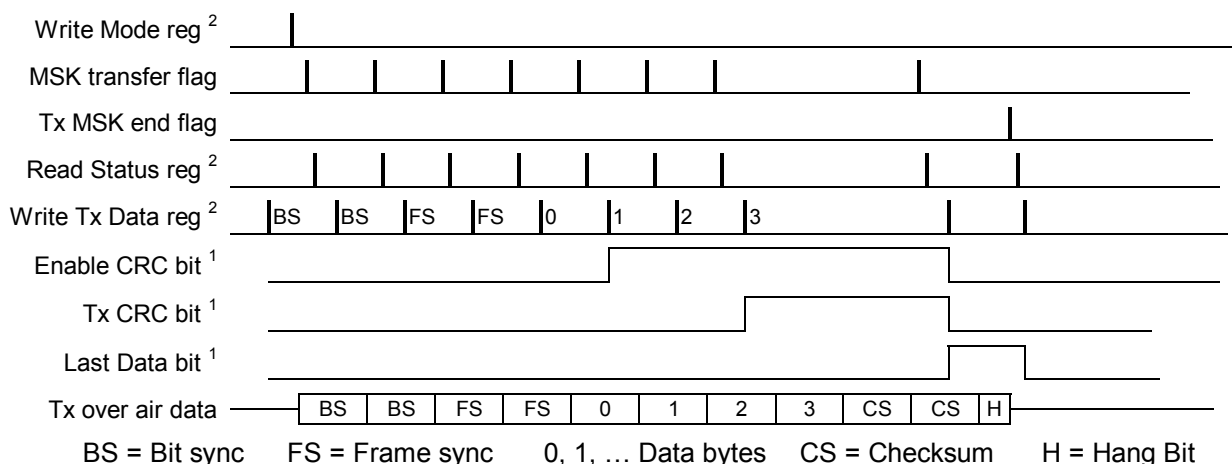 Write Mode reg 2
MSK transfer flag
Tx MSK end flag
Read Status reg 2
Write Tx Data reg 2 BS BS FS FS 0 1 2 3
Enable CRC bit 1
Tx CRC bit 1
Last Data bit 1
Tx over air data BS BS FS FS 0 1 2 3 CS CS H
BS = Bit sync FS = Frame sync 0, 1, … Data bytes CS = Checksum H = Hang Bit